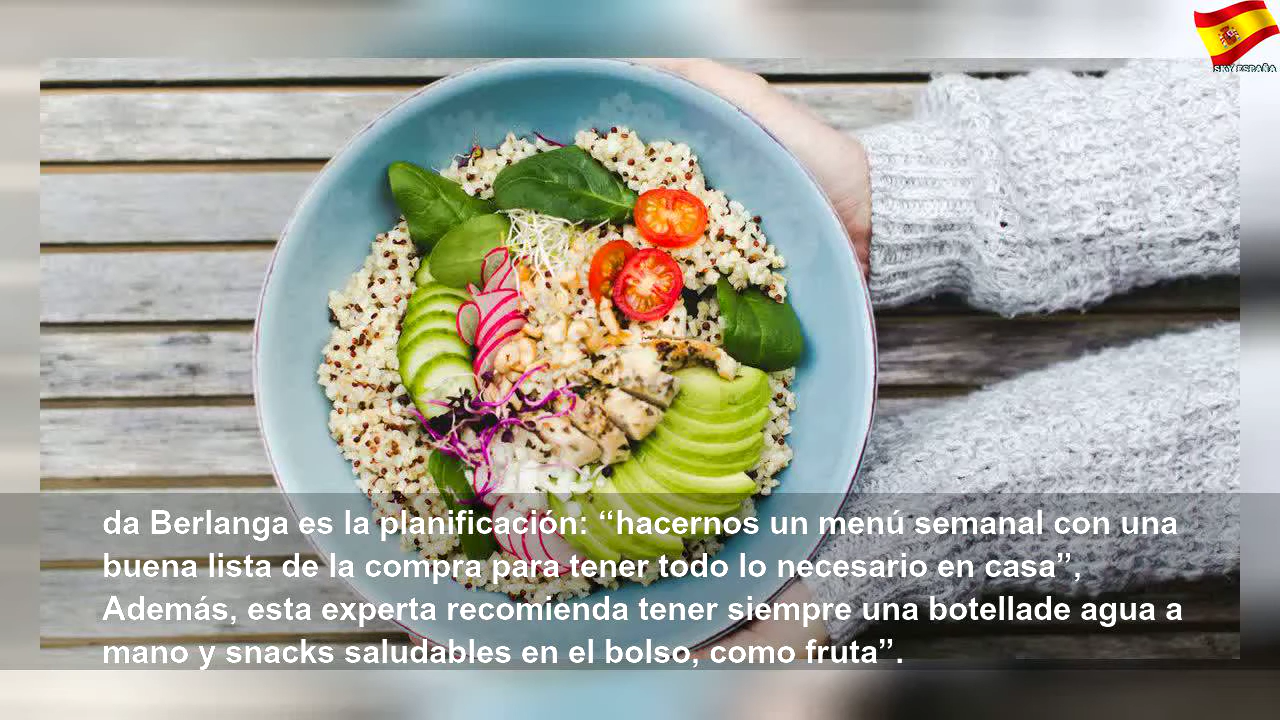 SKY ESPAÑA
da Berlanga es la planificación: “hacernos un menú semanal con una
buena lista de la compra para tener todo lo necesario en casa”,
Además, esta experta recomienda tener siempre una botellade agua a
mano y snacks saludables en el bolso, como fruta”.